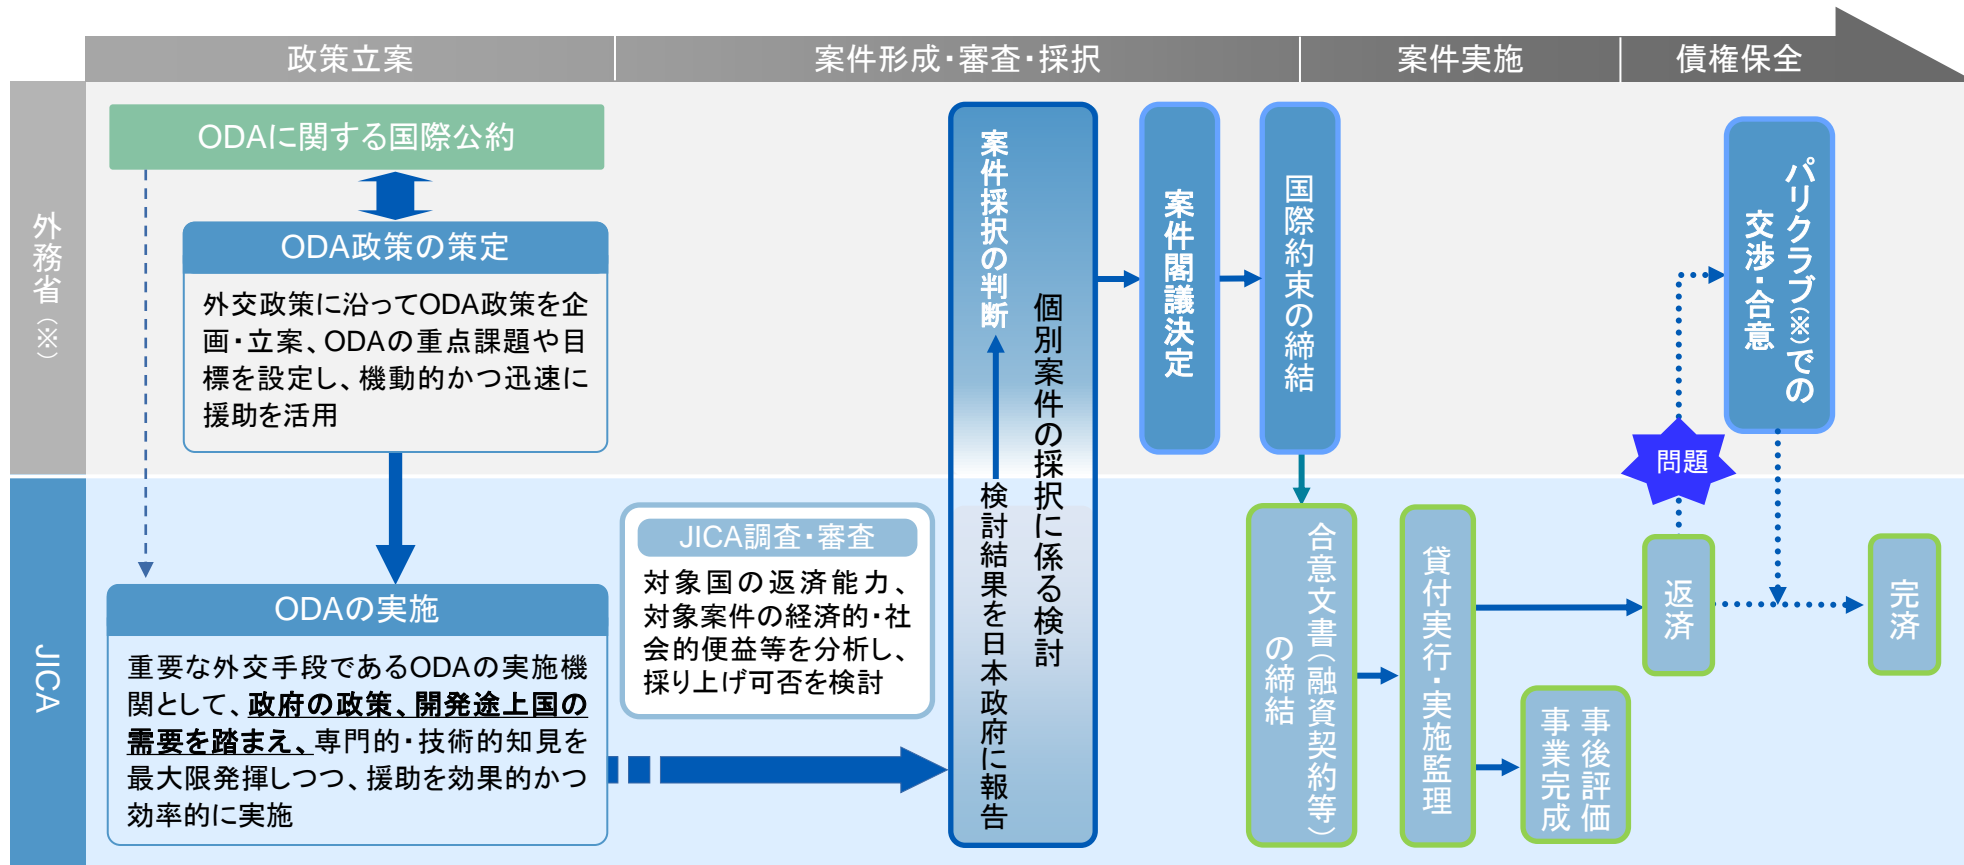 政策立案
案件形成・審査・採択
案件実施
債権保全
外務省(※)
ODAに関する国際公約
ODA政策の策定
外交政策に沿ってODA政策を企
画・立案、ODAの重点課題や目
標を設定し、機動的かつ迅速に
援助を活用
案件採択の判断
個別案件の採択に係る検討
検討結果を日本政府に報告
案件閣議決定
国際約束の締結
パリクラブ(※)での
交渉・合意
問題
JICA
ODAの実施
重要な外交手段であるODAの実施機
関として、政府の政策、開発途上国の
需要を踏まえ、専門的・技術的知見を
最大限発揮しつつ、援助を効果的かつ
効率的に実施
JICA調査・審査
対象国の返済能力、
対象案件の経済的・社
会的便益等を分析し、
採り上げ可否を検討
合意文書(融資契約等)
の締結
貸付実行・実施監理
事後評価
事業完成
返済
完済